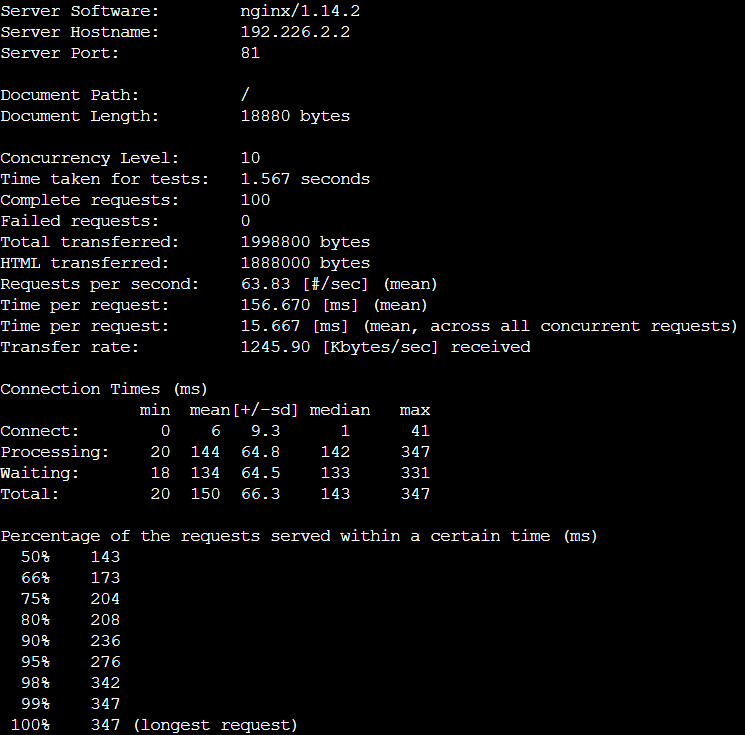 Server Software:        nginx/1.14.2
Server Hostname:        192.226.2.2
Server Port:            81

Document Path:          /
Document Length:        18880 bytes

Concurrency Level:      10
Time taken for tests:   1.567 seconds
Complete requests:      100
Failed requests:        0
Total transferred:      1998800 bytes
HTML transferred:       1888000 bytes
Requests per second:    63.83 [#/sec] (mean)
Time per request:       156.670 [ms] (mean)
Time per request:       15.667 [ms] (mean, across all concurrent requests)
Transfer rate:          1245.90 [Kbytes/sec] received

Connection Times (ms)
              min  mean[+/-sd] median   max
Connect:        0    6   9.3      1      41
Processing:    20  144  64.8    142     347
Waiting:       18  134  64.5    133     331
Total:         20  150  66.3    143     347

Percentage of the requests served within a certain time (ms)
  50%    143
  66%    173
  75%    204
  80%    208
  90%    236
  95%    276
  98%    342
  99%    347
 100%    347 (longest request)